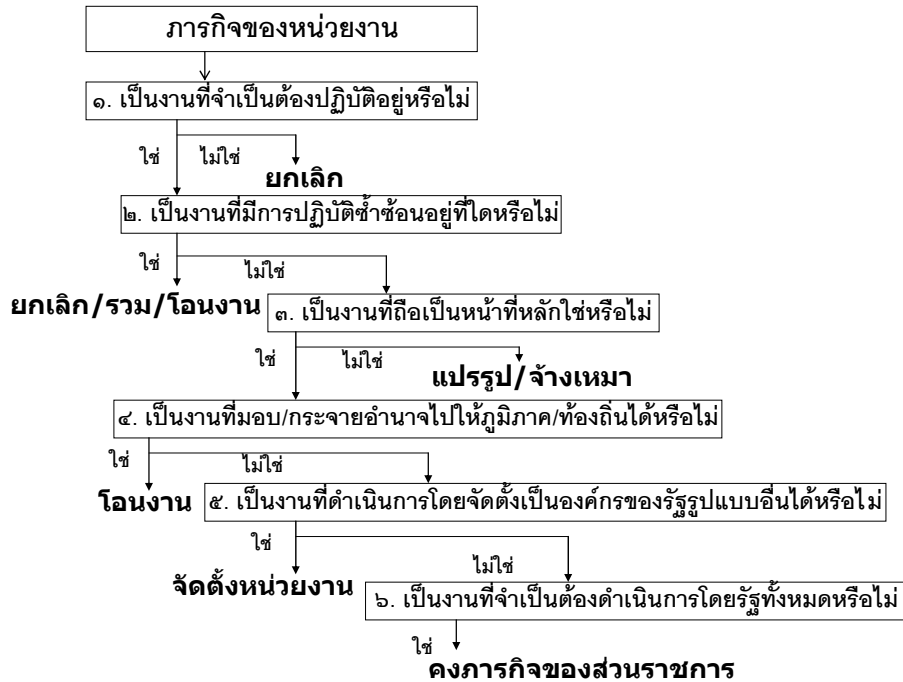 ภารกิจของหน่วยงาน
๑. เป็นงานที่จำเป็นต้องปฏิบัติอยู่หรือไม่
ใช่
ไม่ใช่
ยกเลิก
๒. เป็นงานที่มีการปฏิบัติซ้ำซ้อนอยู่ที่ใดหรือไม่
ใช่
ไม่ใช่
ยกเลิก/รวม/โอนงาน
๓. เป็นงานที่ถือเป็นหน้าที่หลักใช่หรือไม่
ใช่
ไม่ใช่
แปรรูป/จ้างเหมา
๔. เป็นงานที่มอบ/กระจายอำนาจไปให้ภูมิภาค/ท้องถิ่นได้หรือไม่
ใช่
ไม่ใช่
โอนงาน
๕. เป็นงานที่ดำเนินการโดยจัดตั้งเป็นองค์กรของรัฐรูปแบบอื่นได้หรือไม่
ใช่
ไม่ใช่
จัดตั้งหน่วยงาน
๖. เป็นงานที่จำเป็นต้องดำเนินการโดยรัฐทั้งหมดหรือไม่
ใช่
คงภารกิจของส่วนราชการ